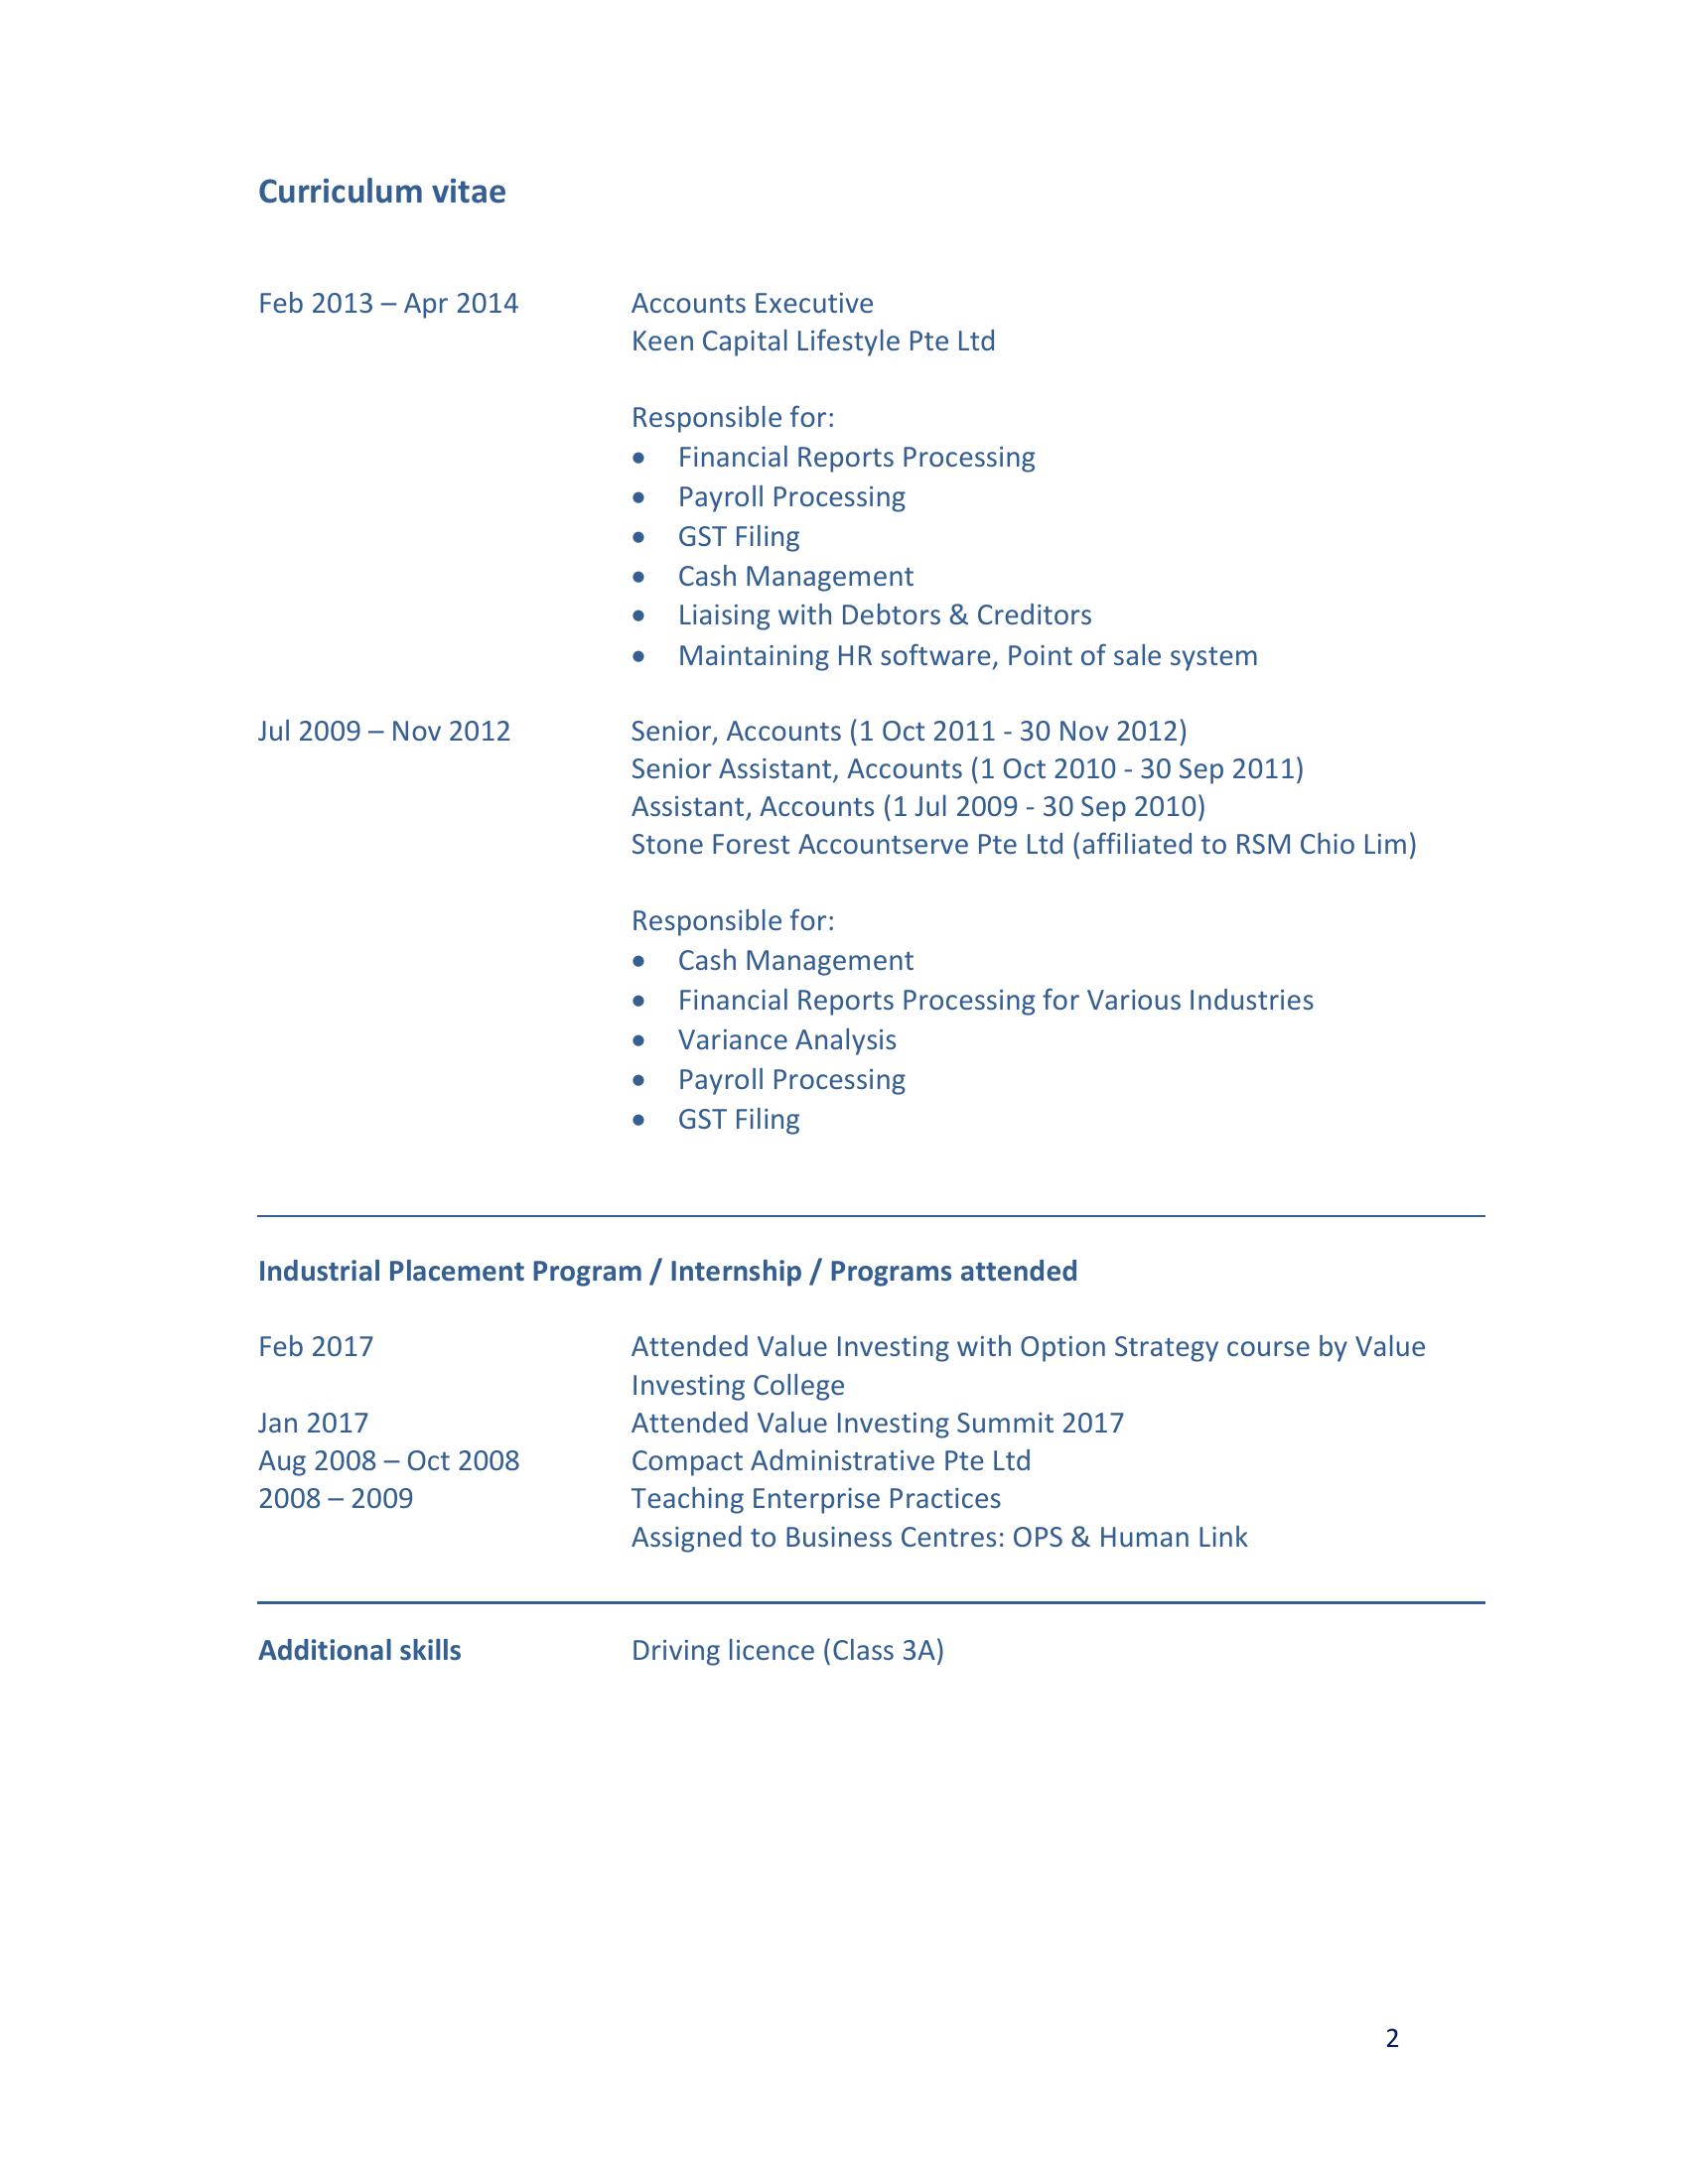 Curriculum vitae
Feb 2013 – Apr 2014 Accounts Executive
Keen Capital Lifestyle Pte Ltd
Responsible for:
• Financial Reports Processing
• Payroll Processing
• GST Filing
• Cash Management
• Liaising with Debtors & Creditors
• Maintaining HR software, Point of sale system
Jul 2009 – Nov 2012 Senior, Accounts (1 Oct 2011 - 30 Nov 2012)
Senior Assistant, Accounts (1 Oct 2010 - 30 Sep 2011)
Assistant, Accounts (1 Jul 2009 - 30 Sep 2010)
Stone Forest Accountserve Pte Ltd (affiliated to RSM Chio Lim)
Responsible for:
• Cash Management
• Financial Reports Processing for Various Industries
• Variance Analysis
• Payroll Processing
• GST Filing
Industrial Placement Program / Internship / Programs attended
Feb 2017 Attended Value Investing with Option Strategy course by Value
Investing College
Jan 2017 Attended Value Investing Summit 2017
Aug 2008 – Oct 2008 Compact Administrative Pte Ltd
2008 – 2009 Teaching Enterprise Practices
Assigned to Business Centres: OPS & Human Link
Additional skills Driving licence (Class 3A)
2